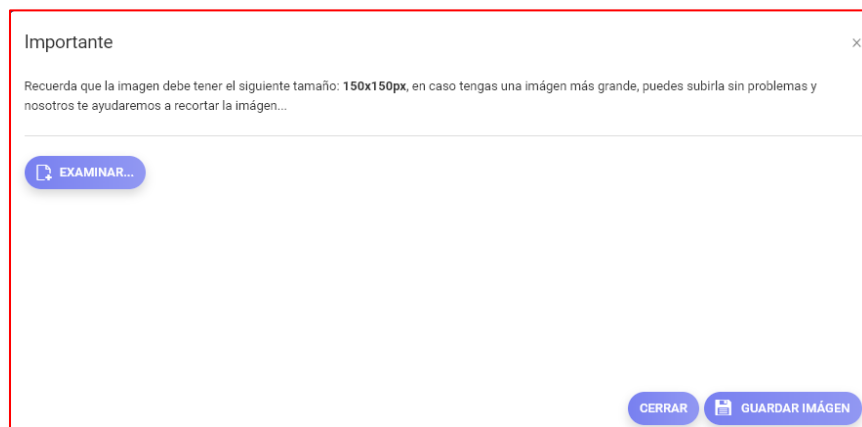 Importante
Recuerda que la imagen debe tener el siguiente tamaño: 150x150px, en caso tengas una imágen más grande, puedes subirla sin problemas y
nosotros te ayudaremos a recortar la imágen...
EXAMINAR...
CERRAR
GUARDAR IMÁGEN